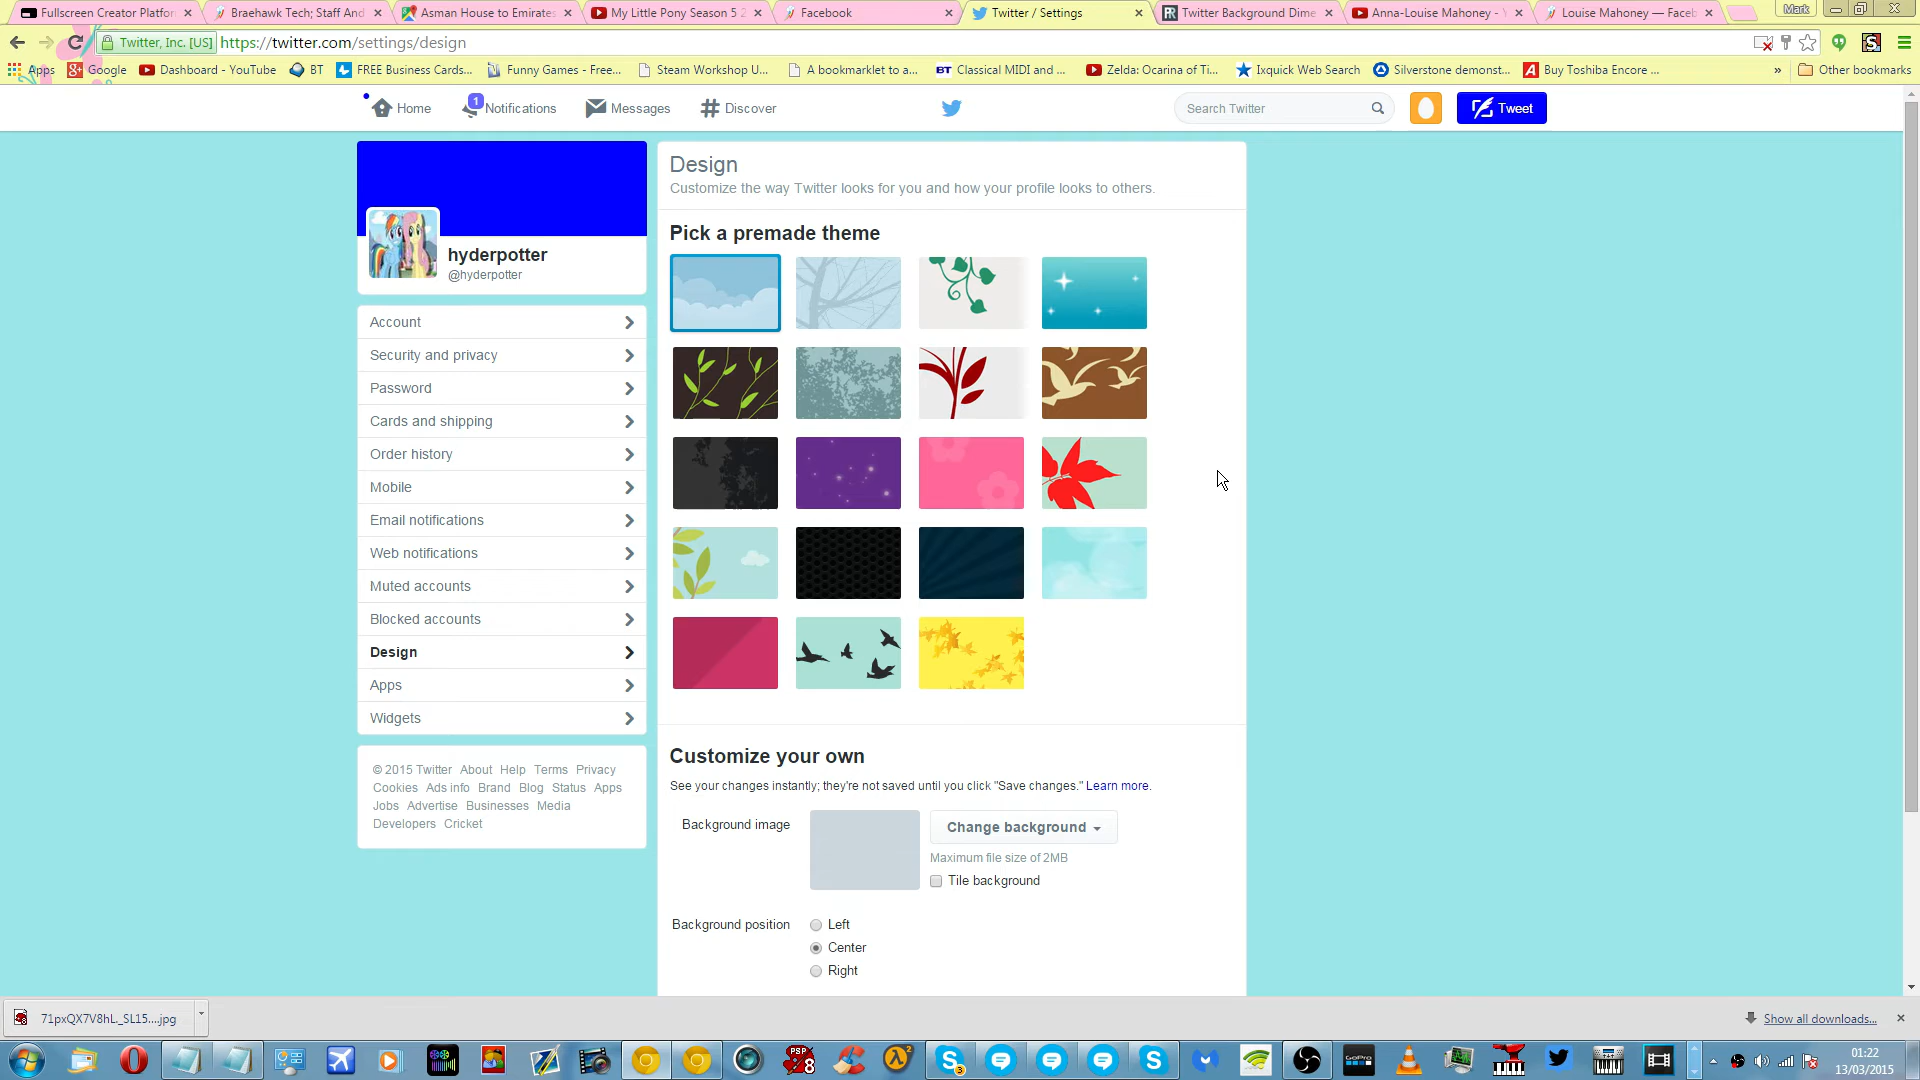 Fullscreen Creator Platfor
Braehawk Tech; Staff And
Asman House to Emirates
My Little Pony Season 5 2
Facebook
Twitter / Settings
Twitter Background Dime
Anna-Louise Mahoney - Y
Louise Mahoney — Faceb
Mark
Twitter, Inc. [US] https://twitter.com/settings/design
Apps Google Dashboard - YouTube BT FREE Business Cards... Funny Games - Free... Steam Workshop U... A bookmarklet to a... Classical MIDI and ... Zelda: Ocarina of Ti... Ixquick Web Search Silverstone demonst... Buy Toshiba Encore ... » Other bookmarks
Home 1 Notifications Messages Discover Search Twitter Tweet
hyderpotter
@hyderpotter
Account
Security and privacy
Password
Cards and shipping
Order history
Mobile
Email notifications
Web notifications
Muted accounts
Blocked accounts
Design
Apps
Widgets
© 2015 Twitter About Help Terms Privacy
Cookies Ads info Brand Blog Status Apps
Jobs Advertise Businesses Media
Developers Cricket
Design
Customize the way Twitter looks for you and how your profile looks to others.
Pick a premade theme
Customize your own
See your changes instantly; they're not saved until you click "Save changes." Learn more.
Background image
Change background
Maximum file size of 2MB
Tile background
Background position
Left
Center
Right
71pxQX7V8hL._SL15....jpg
Show all downloads...
01:22
13/03/2015